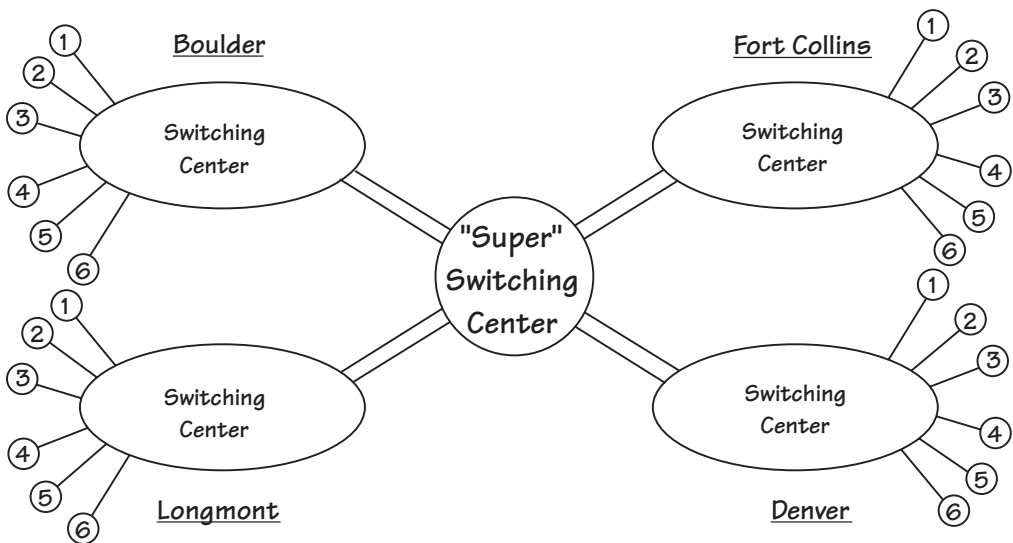 Boulder
1
2
3
4
5
6
Switching
Center
Fort Collins
1
2
3
4
5
6
Switching
Center
"Super"
Switching
Center
1
2
3
4
5
6
Switching
Center
Longmont
1
2
3
4
5
6
Switching
Center
Denver